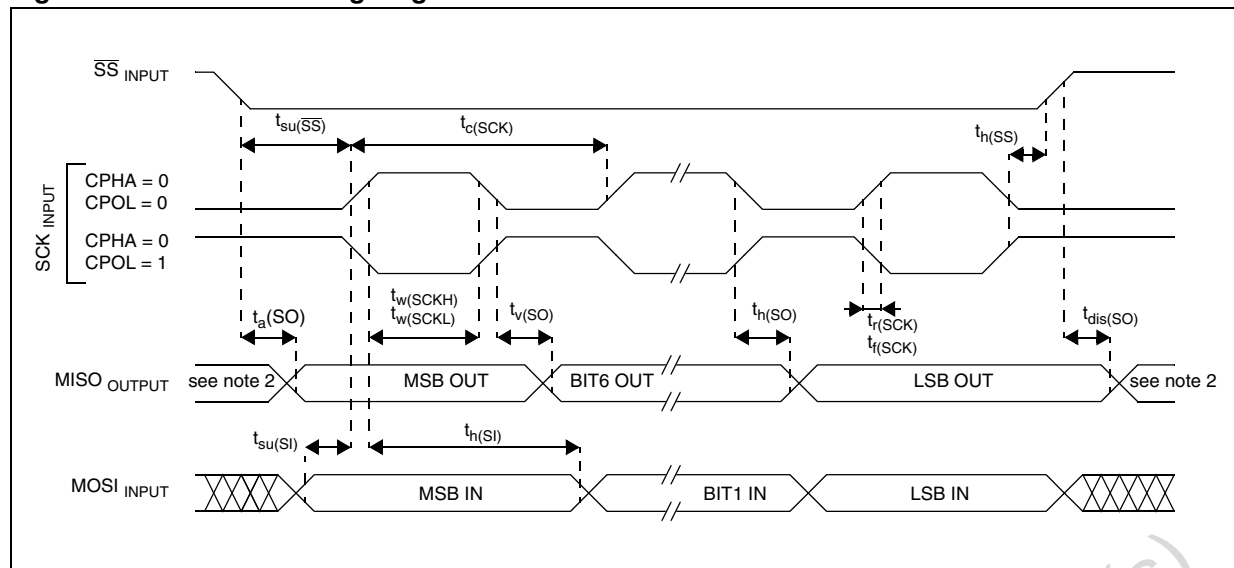 SS INPUT
tsu(SS)
tc(SCK)
th(SS)
SCK INPUT
CPHA = 0
CPOL = 0
CPHA = 0
CPOL = 1
ta(SO)
tw(SCKH)
tw(SCKL)
tv(SO)
th(SO)
tr(SCK)
tf(SCK)
tdis(SO)
MISO OUTPUT
see note 2
MSB OUT
BIT6 OUT
LSB OUT
see note 2
tsu(SI)
th(SI)
MOSI INPUT
MSB IN
BIT1 IN
LSB IN